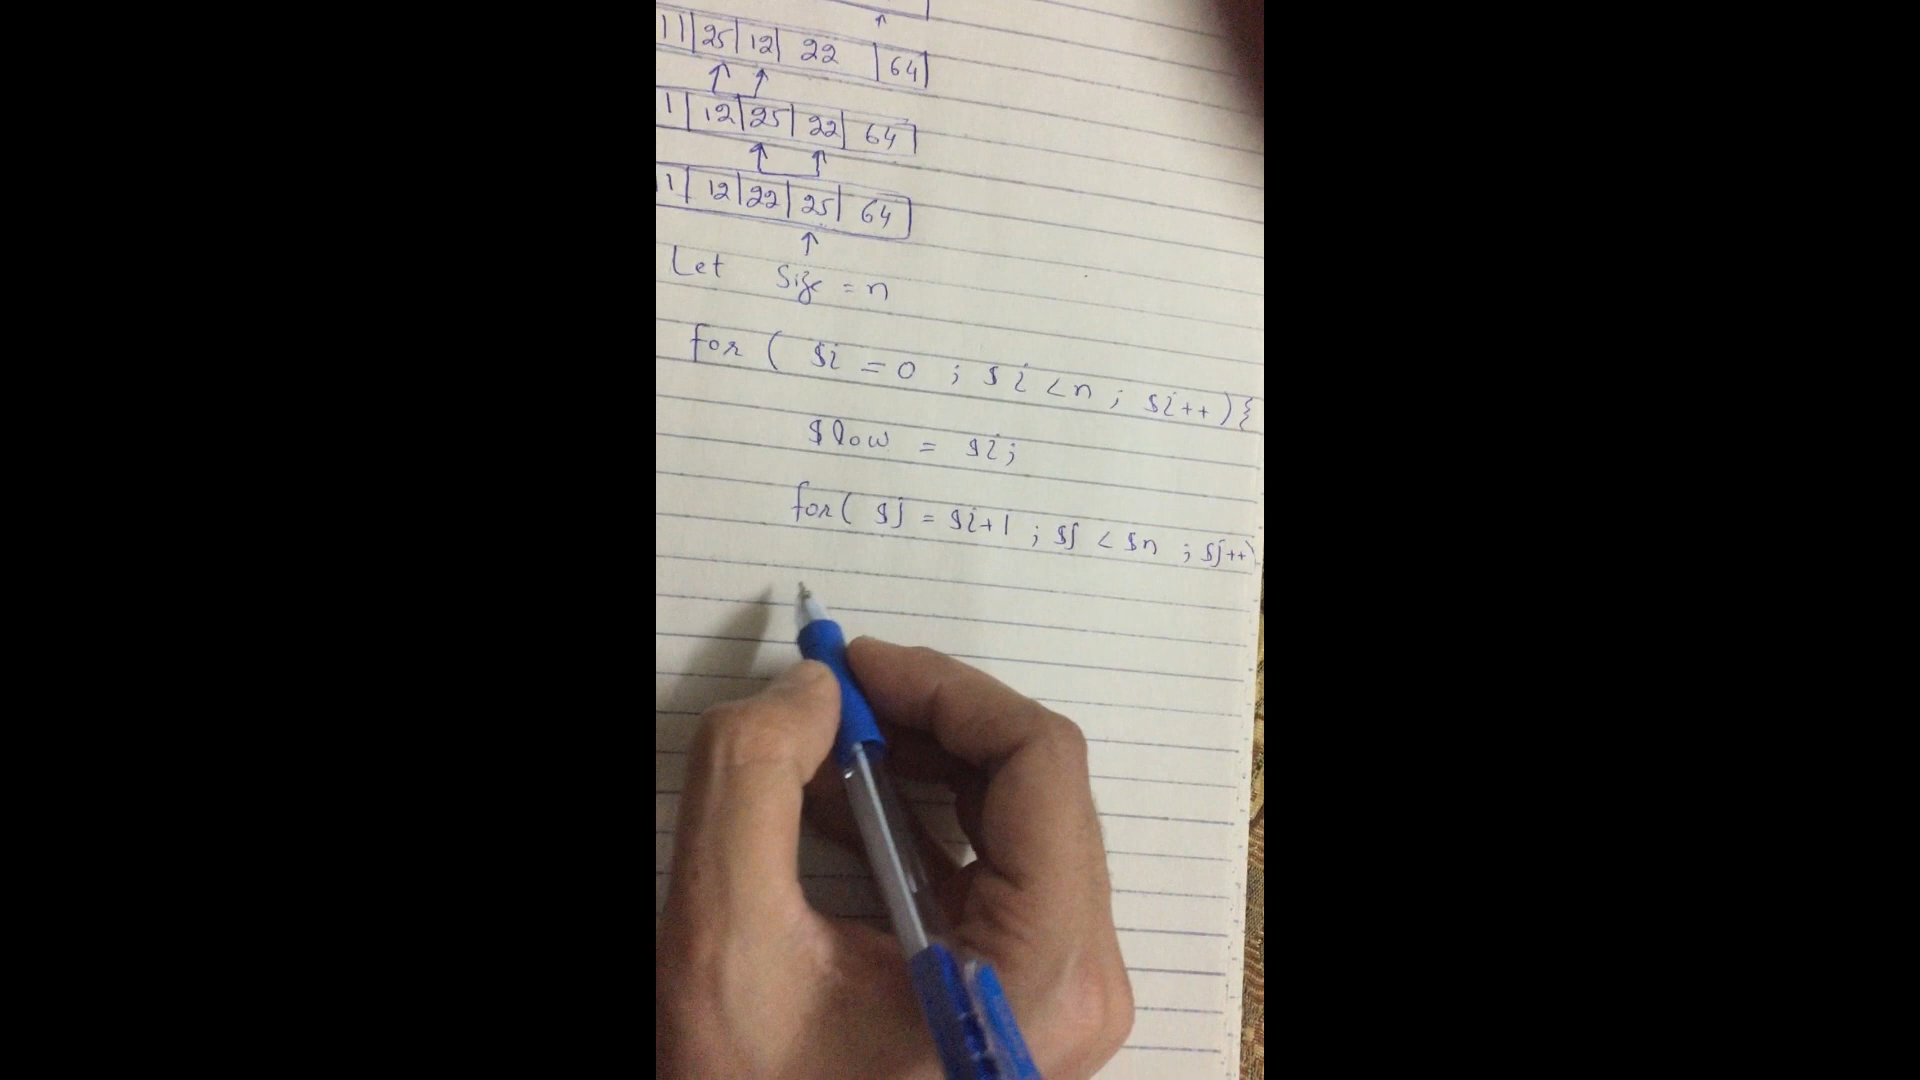 11 | 25 | 12 | 22 | 64
1 | 12 | 25 | 22 | 64
1 | 12 | 22 | 25 | 64
Let Size = n
for ( $i = 0 ; $i < n ; $i++ ) {
$low = $i;
for( $j = $i+1 ; $j < $n ; $j++)